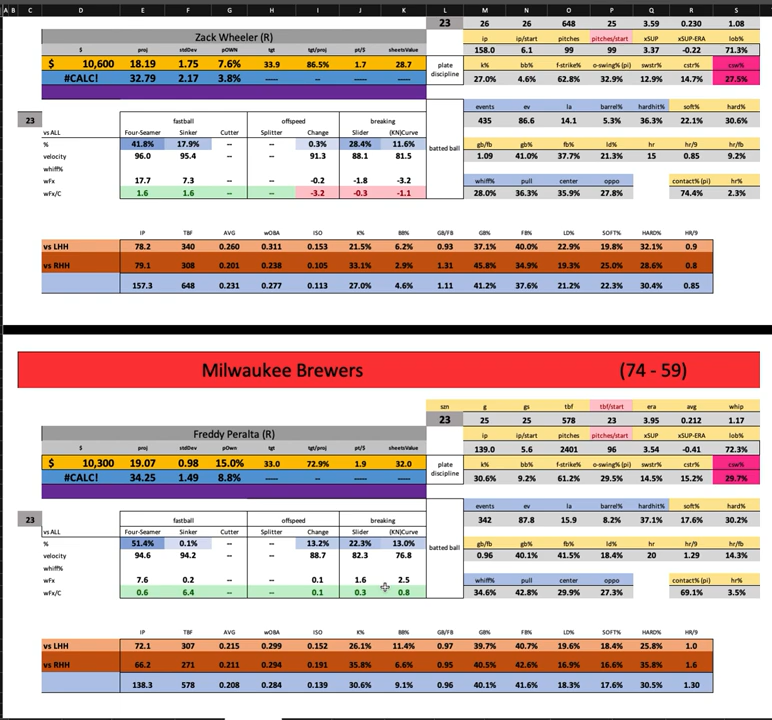 A B C D E F G H I J K L M N O P Q R S
23 26 26 648 25 3.59 0.230 1.08
Zack Wheeler (R) ip ip/start pitches pitches/start xSUP xSUP-ERA lob%
158.0 6.1 99 99 3.37 -0.22 71.3%
$ proj stdDev pOWN tgt tgt/proj pt/$ sheetsValue
$ 10,600 18.19 1.75 7.6% 33.9 86.5% 1.7 28.7 plate discipline k% bb% f-strike% o-swing% (pi) swstr% cstr% csw%
#CALC! 32.79 2.17 3.8% ---- ---- ---- 27.0% 4.6% 62.8% 32.9% 12.9% 14.7% 27.5%
events ev la barrel% hardhit% soft% hard%
23 fastball offspeed breaking 435 86.6 14.1 5.3% 36.3% 22.1% 30.6%
vs ALL Four-Seamer Sinker Cutter Splitter Change Slider (KN)Curve
% 41.8% 17.9% -- -- 0.3% 28.4% 11.6% batted ball gb/fb gb% fb% ld% hr hr/9 hr/fb
velocity 96.0 95.4 -- -- 91.3 88.1 81.5 1.09 41.0% 37.7% 21.3% 15 0.85 9.2%
whiff%
wFx 17.7 7.3 -- -- -0.2 -1.8 -3.2 whiff% pull center oppo contact% (pi) hr%
wFx/C 1.6 1.6 -- -- -3.2 -0.3 -1.1 28.0% 36.3% 35.9% 27.8% 74.4% 2.3%
IP TBF AVG wOBA ISO K% BB% GB/FB GB% FB% LD% SOFT% HARD% HR/9
vs LHH 78.2 340 0.260 0.311 0.153 21.5% 6.2% 0.93 37.1% 40.0% 22.9% 19.8% 32.1% 0.9
vs RHH 79.1 308 0.201 0.238 0.105 33.1% 2.9% 1.31 45.8% 34.9% 19.3% 25.0% 28.6% 0.8
157.3 648 0.231 0.277 0.113 27.0% 4.6% 1.11 41.2% 37.6% 21.2% 22.3% 30.4% 0.85
Milwaukee Brewers (74 - 59)
szn g gs tbf tbf/start era avg whip
23 25 25 578 23 3.95 0.212 1.17
Freddy Peralta (R) ip ip/start pitches pitches/start xSUP xSUP-ERA lob%
$ proj stdDev pOwn tgt tgt/proj pt/$ sheetsValue 139.0 5.6 2401 96 3.54 -0.41 72.3%
$ 10,300 19.07 0.98 15.0% 33.0 72.9% 1.9 32.0 plate discipline k% bb% f-strike% o-swing% (pi) swstr% cstr% csw%
#CALC! 34.25 1.49 8.8% ---- ---- ---- 30.6% 9.2% 61.2% 29.5% 14.5% 15.2% 29.7%
events ev la barrel% hardhit% soft% hard%
23 fastball offspeed breaking 342 87.8 15.9 8.2% 37.1% 17.6% 30.2%
vs ALL Four-Seamer Sinker Cutter Splitter Change Slider (KN)Curve
% 51.4% 0.1% -- -- 13.2% 22.3% 13.0% batted ball gb/fb gb% fb% ld% hr hr/9 hr/fb
velocity 94.6 94.2 -- -- 88.7 82.3 76.8 0.96 40.1% 41.5% 18.4% 20 1.29 14.3%
whiff%
wFx 7.6 0.2 -- -- 0.1 1.6 2.5 whiff% pull center oppo contact% (pi) hr%
wFx/C 0.6 6.4 -- -- 0.1 0.3 0.8 34.6% 42.8% 29.9% 27.3% 69.1% 3.5%
IP TBF AVG wOBA ISO K% BB% GB/FB GB% FB% LD% SOFT% HARD% HR/9
vs LHH 72.1 307 0.215 0.299 0.152 26.1% 11.4% 0.97 39.7% 40.7% 19.6% 18.4% 25.8% 1.0
vs RHH 66.2 271 0.211 0.294 0.191 35.8% 6.6% 0.95 40.5% 42.6% 16.9% 16.6% 35.8% 1.6
138.3 578 0.208 0.284 0.139 30.6% 9.1% 0.96 40.1% 41.6% 18.3% 17.6% 30.5% 1.30